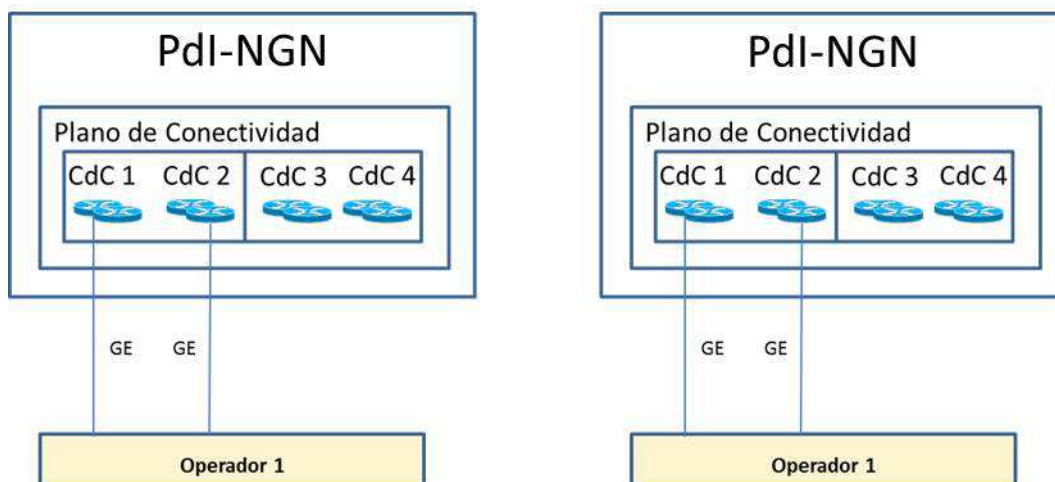 PdI-NGN
Plano de Conectividad
CdC 1 CdC 2 CdC 3 CdC 4
GE GE
Operador 1
PdI-NGN
Plano de Conectividad
CdC 1 CdC 2 CdC 3 CdC 4
GE GE
Operador 1